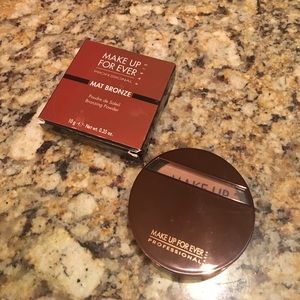 MAKE UP
FOR EVER
PROFESSIONAL
MAT BRONZE
Poudre de Soleil
Bronzing Powder
10 g e Net wt. 0.35 oz.
MAKE UP
MAKE UP FOR EVER
PROFESSIONAL